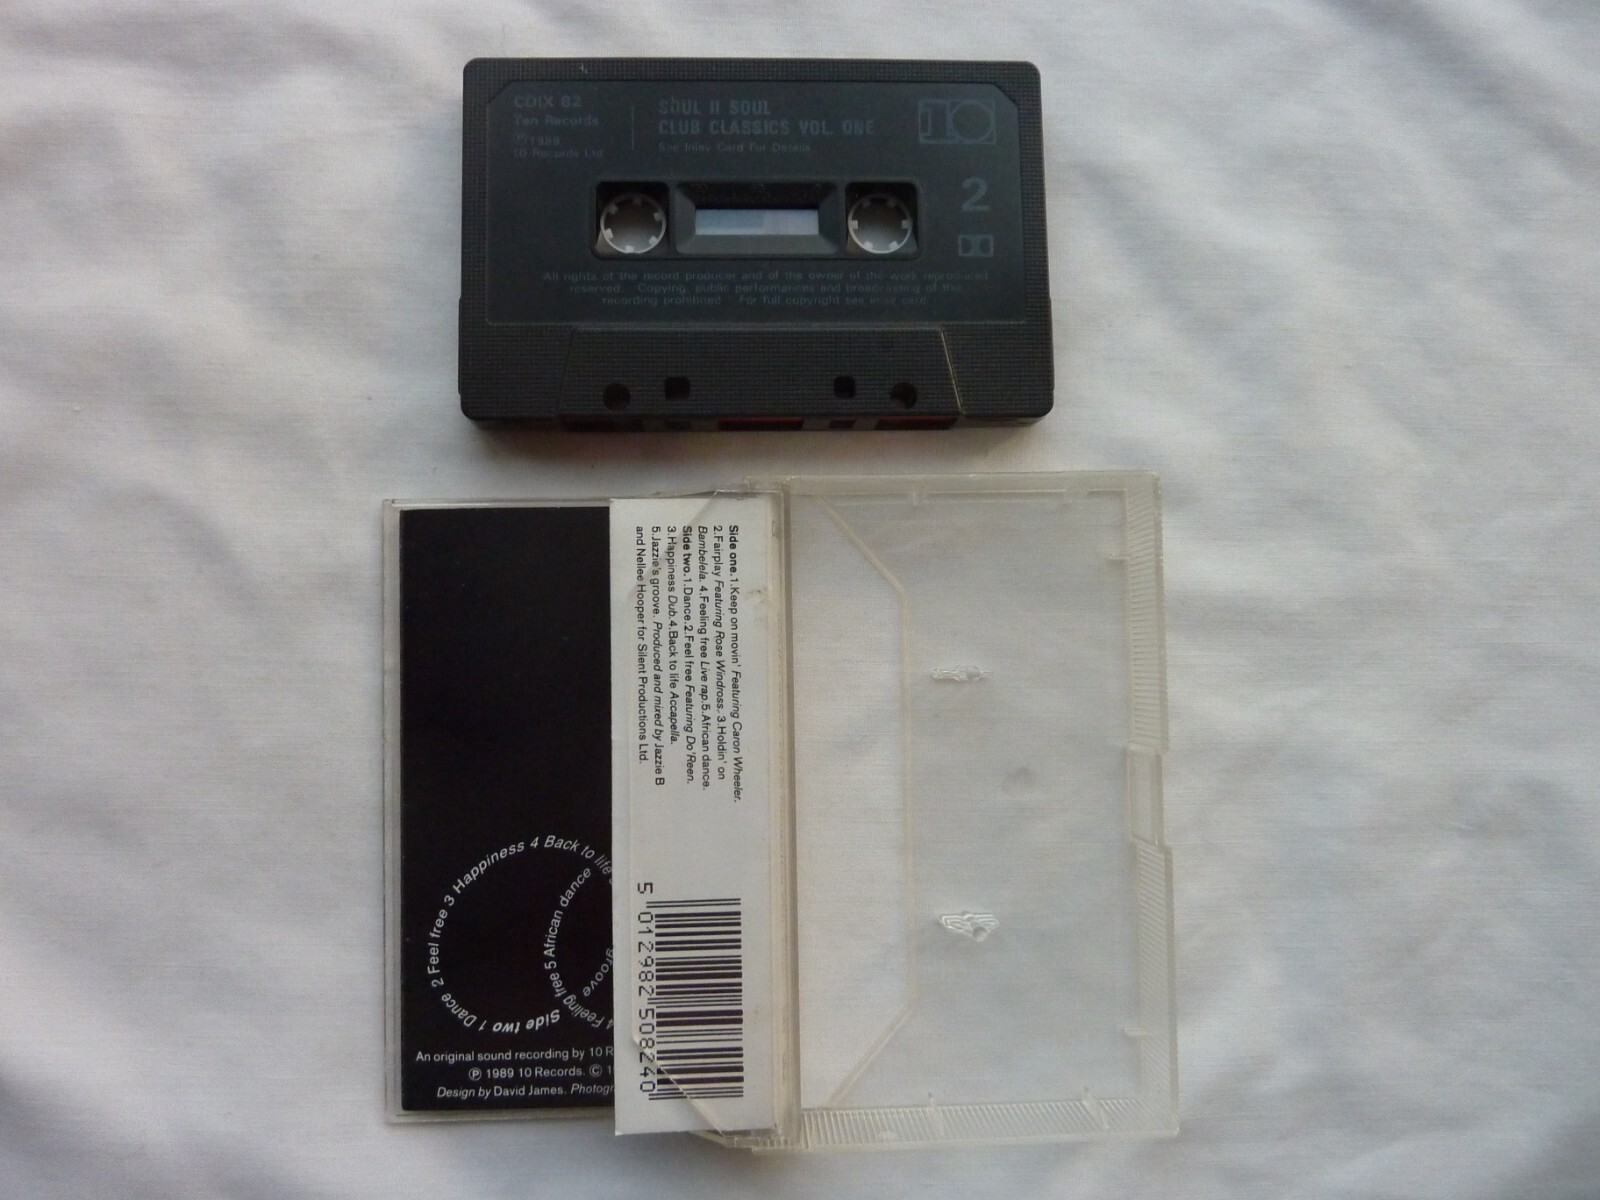 CDIX 82
Ten Records
℗ 1989
10 Records Ltd
SOUL II SOUL
CLUB CLASSICS VOL. ONE
See Inlay Card For Details
10
2
All rights of the record producer and of the owner of the work reproduced
reserved. Copying, public performances and broadcasting of this
recording prohibited. For full copyright see inlay card
Side one. 1.Keep on movin' Featuring Caron Wheeler.
2.Fairplay Featuring Rose Windross. 3.Holdin' on
Bambelela. 4.Feeling free Live rap. 5.African dance.
Side two. 1.Dance. 2.Feel free Featuring Do'Reen.
3.Happiness Dub. 4.Back to life Accapella.
5.Jazzie's groove. Produced and mixed by Jazzie B
and Nellee Hooper for Silent Productions Ltd.
5 012982 508240
Side two 1 Dance 2 Feel free 3 Happiness 4 Back to life
groove
4 Feeling free 5 African dance
An original sound recording by 10 R
℗ 1989 10 Records. © 1
Design by David James. Photogr